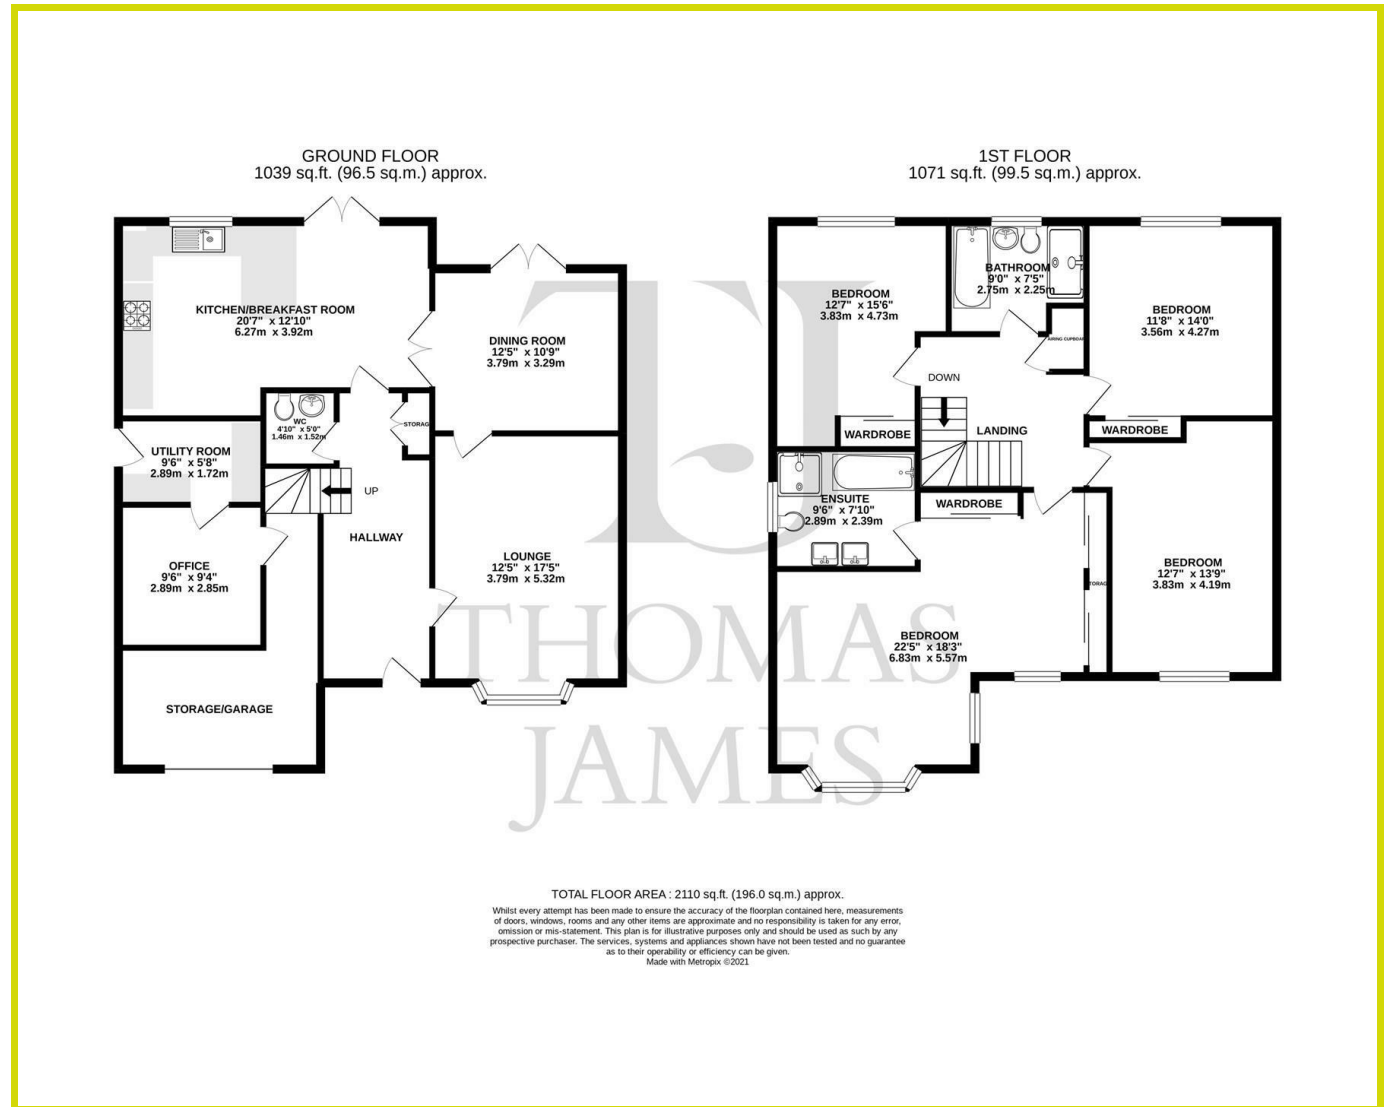 GROUND FLOOR
1039 sq.ft. (96.5 sq.m.) approx.
KITCHEN/BREAKFAST ROOM
20'7" x 12'10"
6.27m x 3.92m
DINING ROOM
12'5" x 10'9"
3.79m x 3.29m
WC
4'10" x 5'0"
1.46m x 1.52m
STORAG
UTILITY ROOM
9'6" x 5'8"
2.89m x 1.72m
UP
HALLWAY
OFFICE
9'6" x 9'4"
2.89m x 2.85m
LOUNGE
12'5" x 17'5"
3.79m x 5.32m
STORAGE/GARAGE
1ST FLOOR
1071 sq.ft. (99.5 sq.m.) approx.
BEDROOM
12'7" x 15'6"
3.83m x 4.73m
BATHROOM
9'0" x 7'5"
2.75m x 2.25m
BEDROOM
11'8" x 14'0"
3.56m x 4.27m
DOWN
LANDING
WARDROBE
WARDROBE
ENSUITE
9'6" x 7'10"
2.89m x 2.39m
WARDROBE
BEDROOM
12'7" x 13'9"
3.83m x 4.19m
TORAG
BEDROOM
22'5" x 18'3"
6.83m x 5.57m
TJ
THOMAS
JAMES
TOTAL FLOOR AREA : 2110 sq.ft. (196.0 sq.m.) approx.
Whilst every attempt has been made to ensure the accuracy of the floorplan contained here, measurements
of doors, windows, rooms and any other items are approximate and no responsibility is taken for any error,
omission or mis-statement. This plan is for illustrative purposes only and should be used as such by any
prospective purchaser. The services, systems and appliances shown have not been tested and no guarantee
as to their operability or efficiency can be given.
Made with Metropix ©2021